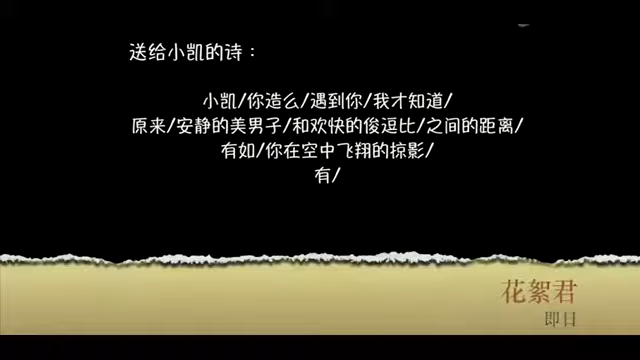 送给小凯的诗：
小凯/你造么/遇到你/我才知道/
原来/安静的美男子/和欢快的俊逗比/之间的距离/
有如/你在空中飞翔的掠影/
有/
花絮君
即日